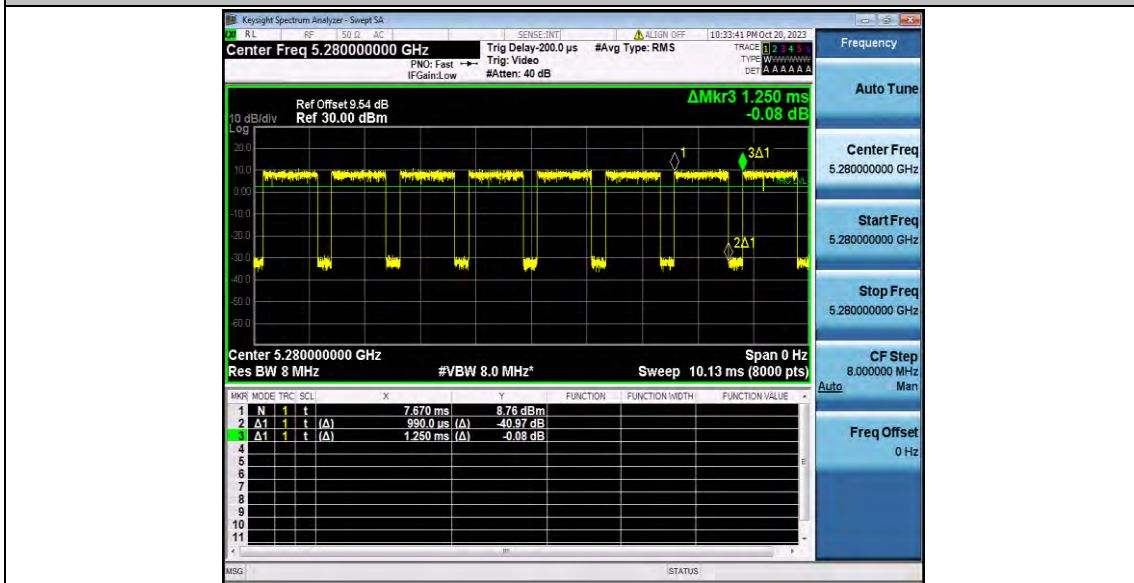 Keysight Spectrum Analyzer - Swept SA
RL RF 50 Ω AC SENSE:INT ALIGN OFF 10:33:41 PM Oct 20, 2023
Center Freq 5.280000000 GHz
PNO: Fast
IFGain:Low
Trig Delay-200.0 µs
Trig: Video
#Atten: 40 dB
#Avg Type: RMS
TRACE 1 2 3 4 5 6
TYPE W
DET A A A A A A
ΔMkr3 1.250 ms
-0.08 dB
Ref Offset 9.54 dB
10 dB/div Ref 30.00 dBm
Log
20.0
10.0
0.00
-10.0
-20.0
-30.0
-40.0
-50.0
-60.0
1
3Δ1
2Δ1
Center 5.280000000 GHz Span 0 Hz
Res BW 8 MHz #VBW 8.0 MHz* Sweep 10.13 ms (8000 pts)
MKR MODE TRC SCL X Y FUNCTION FUNCTION WIDTH FUNCTION VALUE
1 N 1 t 7.670 ms 8.76 dBm
2 Δ1 1 t (Δ) 990.0 µs (Δ) -40.97 dB
3 Δ1 1 t (Δ) 1.250 ms (Δ) -0.08 dB
4
5
6
7
8
9
10
11
MSG STATUS
Frequency
Auto Tune
Center Freq
5.280000000 GHz
Start Freq
5.280000000 GHz
Stop Freq
5.280000000 GHz
CF Step
8.000000 MHz
Auto Man
Freq Offset
0 Hz